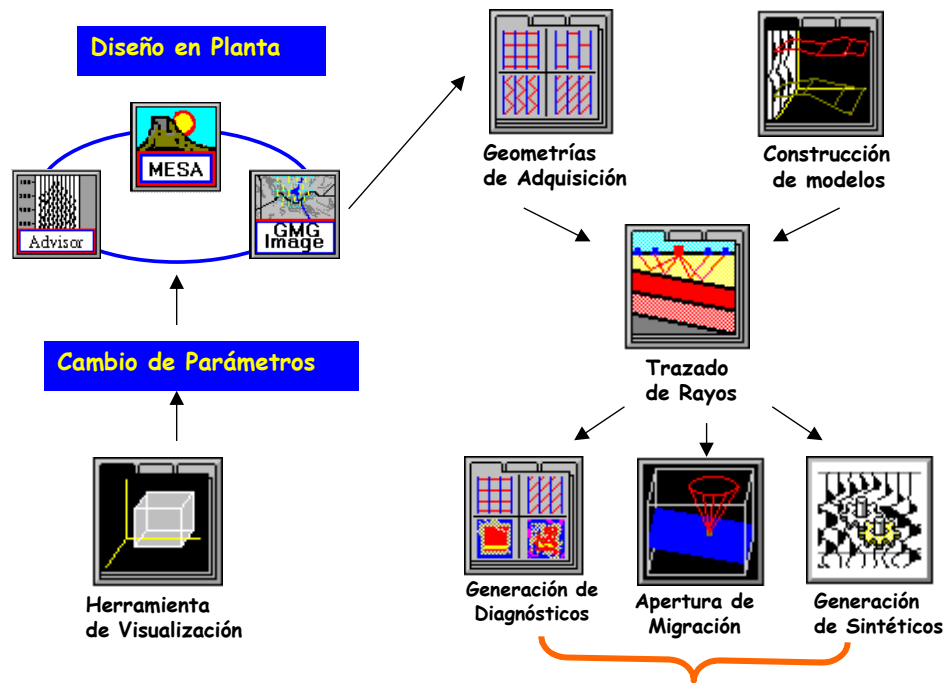 Diseño en Planta
MESA
Advisor
GMG
Image
Cambio de Parámetros
Herramienta
de Visualización
Geometrías
de Adquisición
Construcción
de modelos
Trazado
de Rayos
Generación de
Diagnósticos
Apertura de
Migración
Generación
de Sintéticos